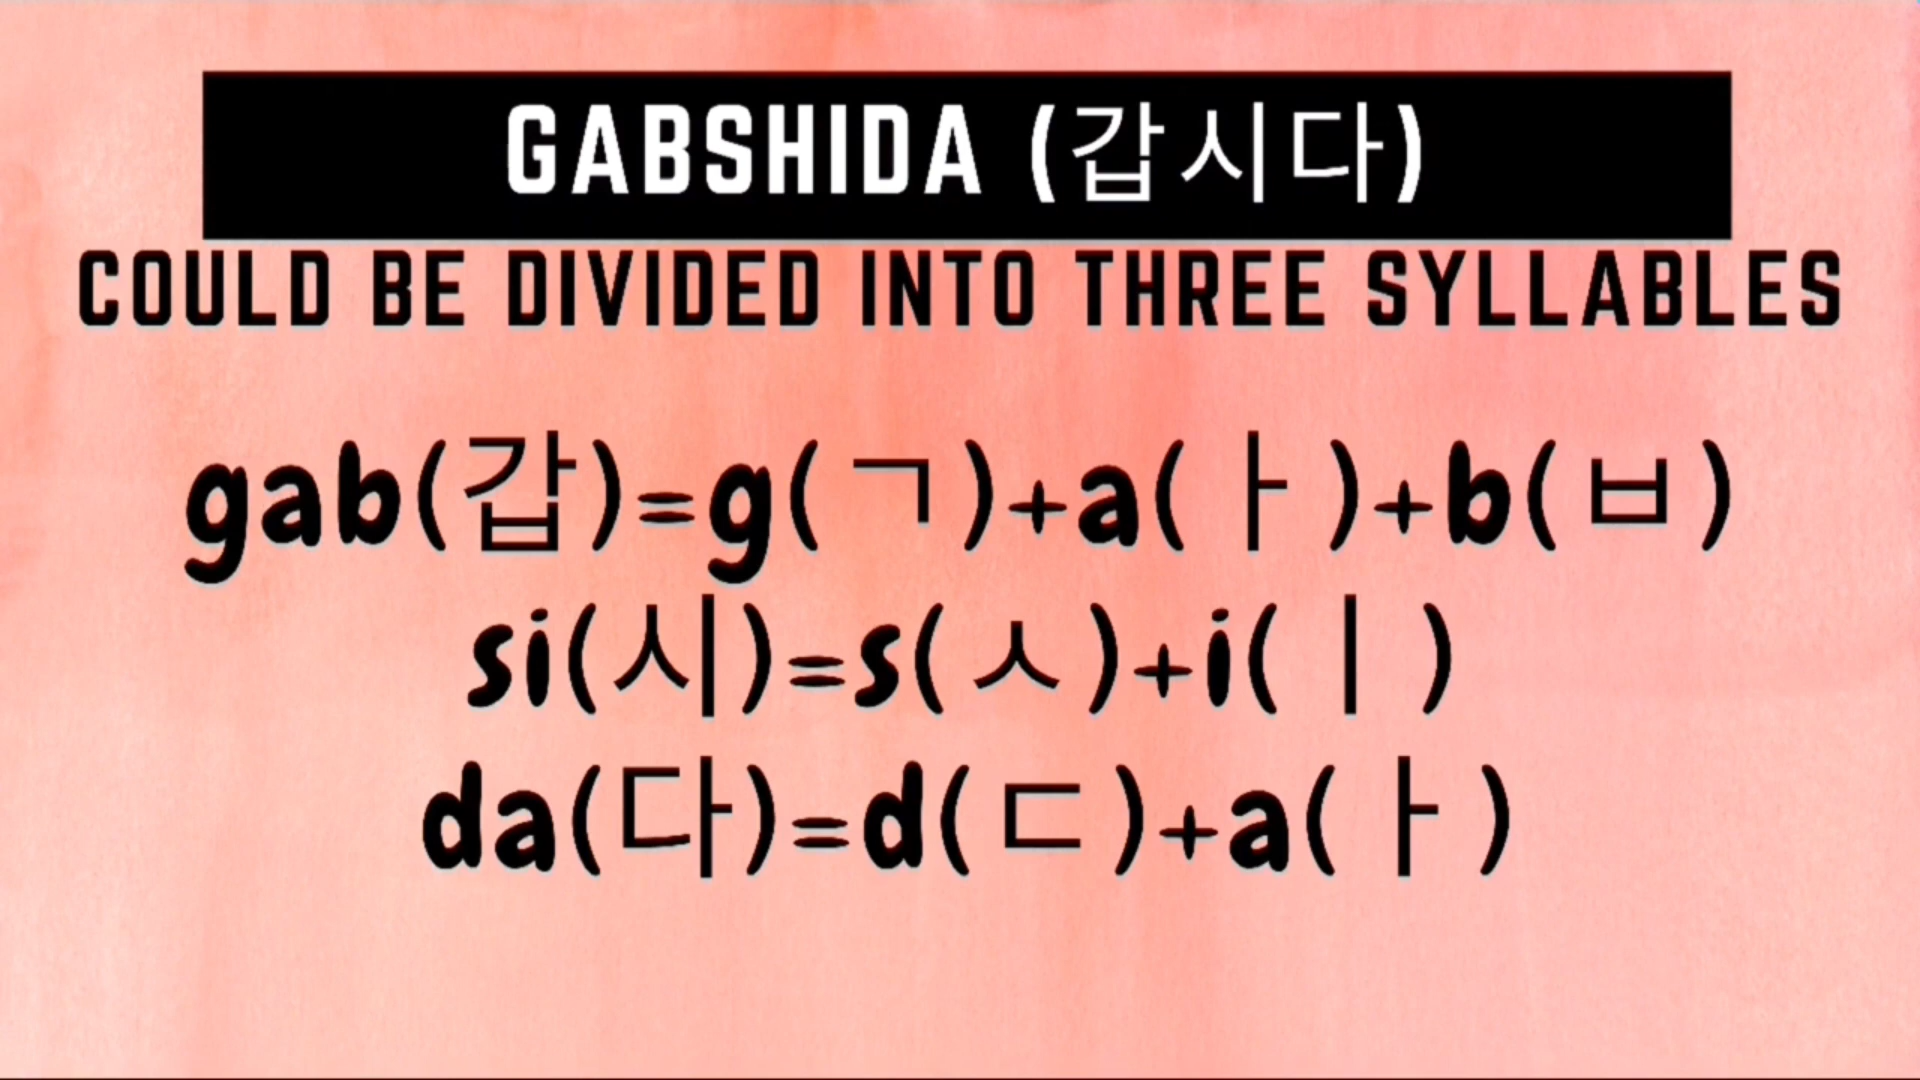 GABSHIDA (갑시다)
COULD BE DIVIDED INTO THREE SYLLABLES
gab(갑)=g(ㄱ)+a(ㅏ)+b(ㅂ)
si(시)=s(ㅅ)+i(ㅣ)
da(다)=d(ㄷ)+a(ㅏ)